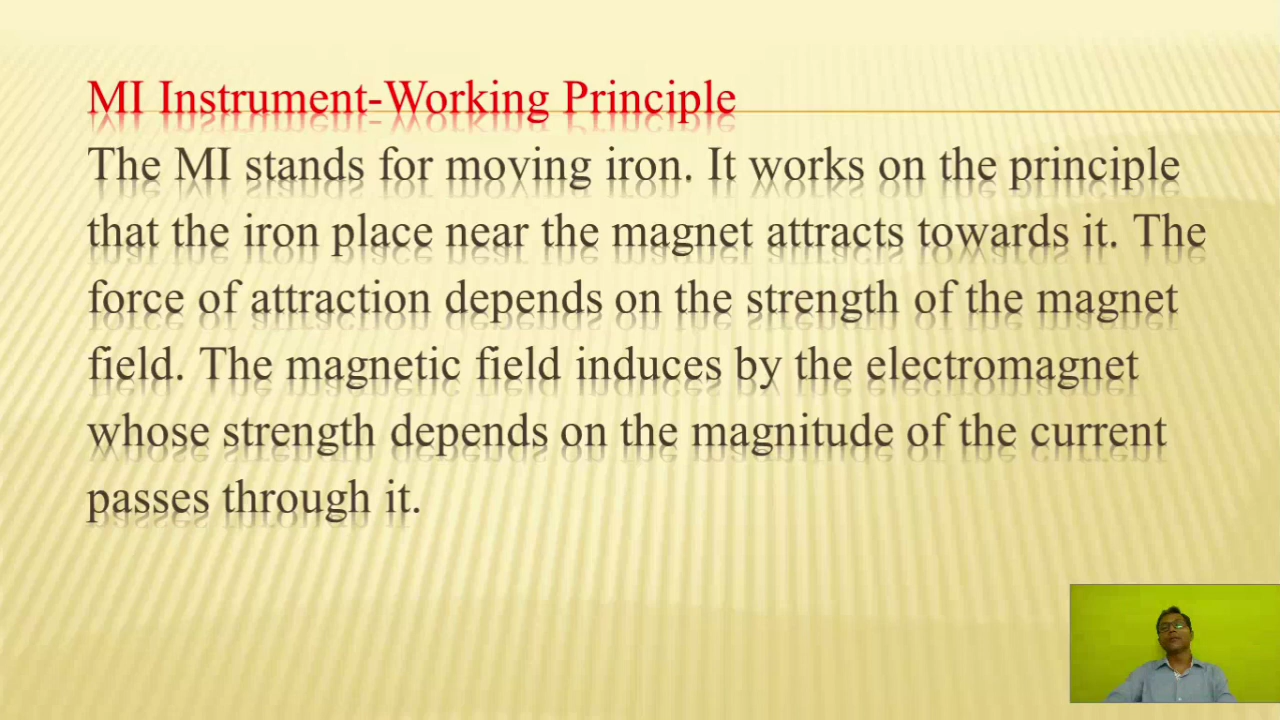 MI Instrument-Working Principle
The MI stands for moving iron. It works on the principle
that the iron place near the magnet attracts towards it. The
force of attraction depends on the strength of the magnet
field. The magnetic field induces by the electromagnet
whose strength depends on the magnitude of the current
passes through it.